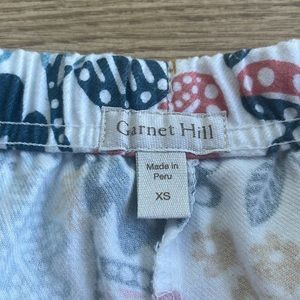 Garnet Hill
Made in
Peru
XS